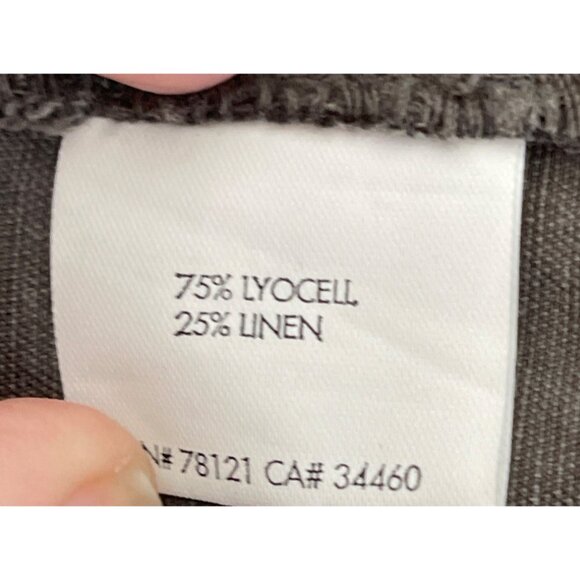 75% LYOCELL
25% LINEN
N# 78121 CA# 34460